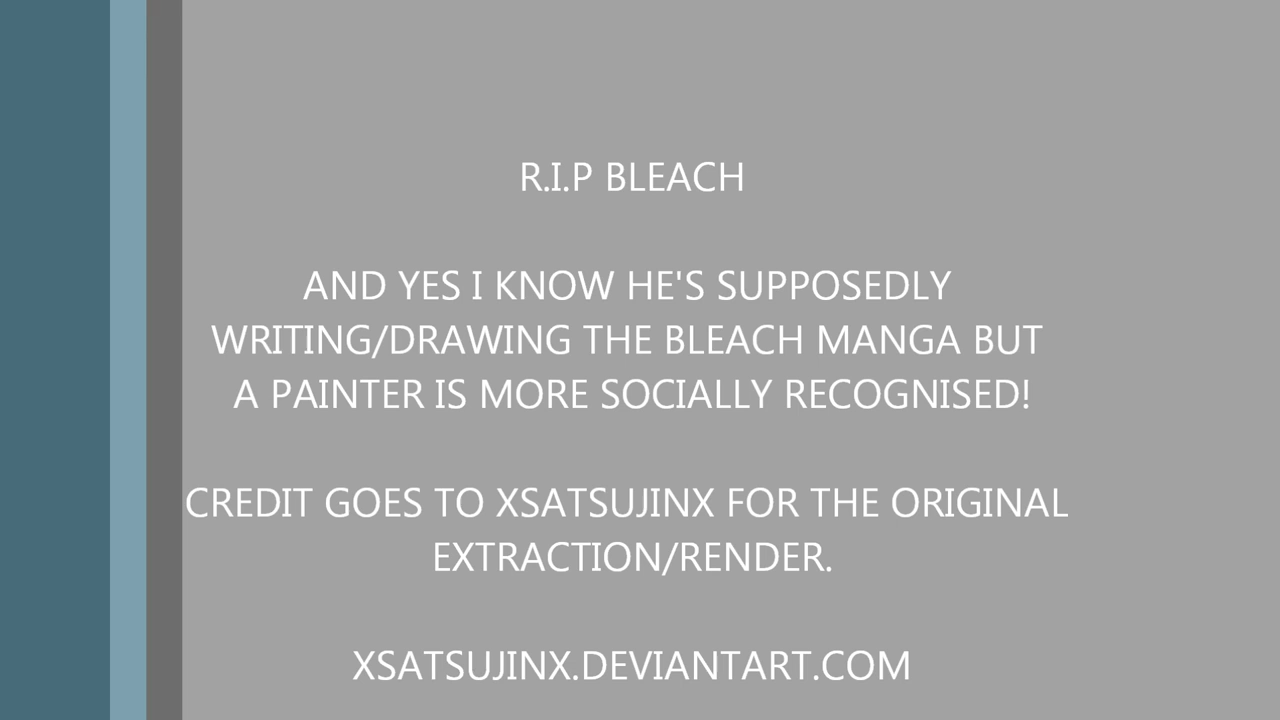 R.I.P BLEACH
AND YES I KNOW HE'S SUPPOSEDLY
WRITING/DRAWING THE BLEACH MANGA BUT
A PAINTER IS MORE SOCIALLY RECOGNISED!
CREDIT GOES TO XSATSUJINX FOR THE ORIGINAL
EXTRACTION/RENDER.
XSATSUJINX.DEVIANTART.COM